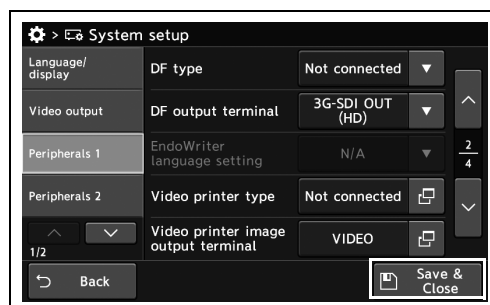 > System setup
Language/
display
Video output
Peripherals 1
Peripherals 2
1/2
Back
DF type
Not connected
DF output terminal
3G-SDI OUT
(HD)
EndoWriter
language setting
N/A
Video printer type
Not connected
Video printer image
output terminal
VIDEO
2
4
Save &
Close